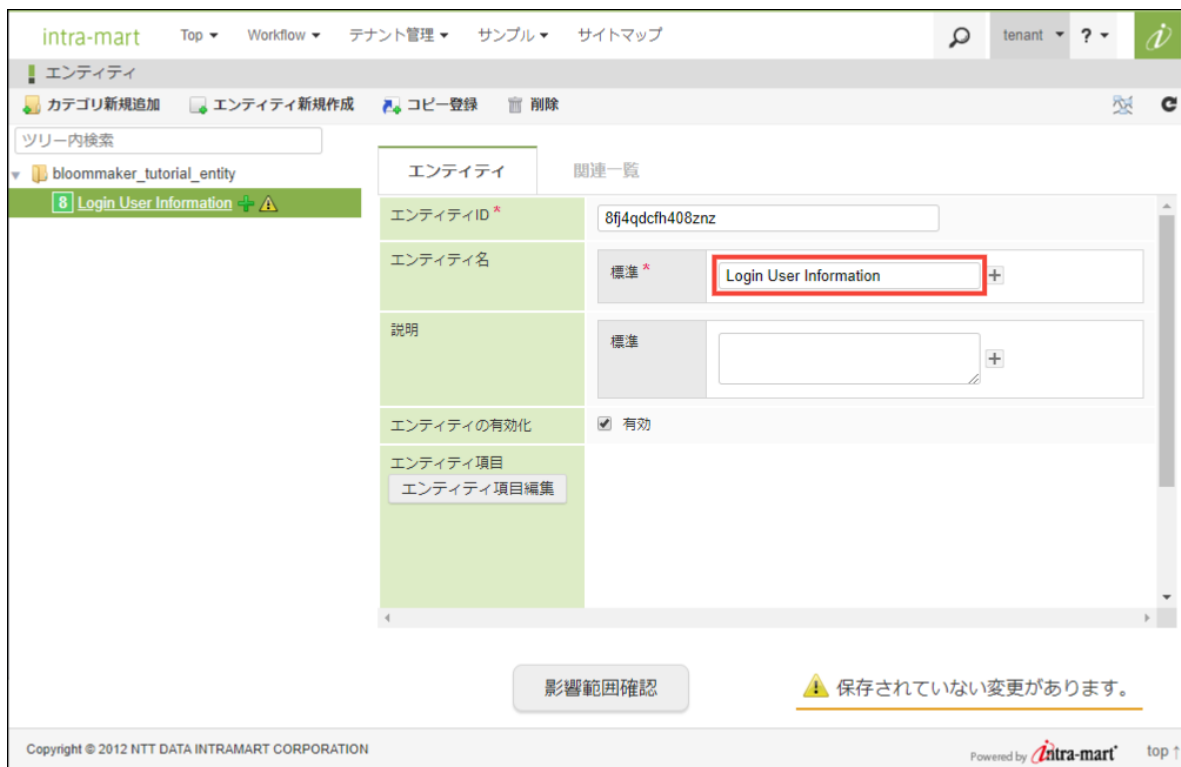 intra-mart Top Workflow テナント管理 サンプル サイトマップ tenant ?
エンティティ
カテゴリ新規追加 エンティティ新規作成 コピー登録 削除
ツリー内検索
bloommaker_tutorial_entity
8 Login User Information
エンティティ 関連一覧
エンティティID * 8fj4qdcfh408znz
エンティティ名 標準 * Login User Information
説明 標準
エンティティの有効化 有効
エンティティ項目
エンティティ項目編集
影響範囲確認 保存されていない変更があります。
Copyright © 2012 NTT DATA INTRAMART CORPORATION Powered by intra-mart top ↑